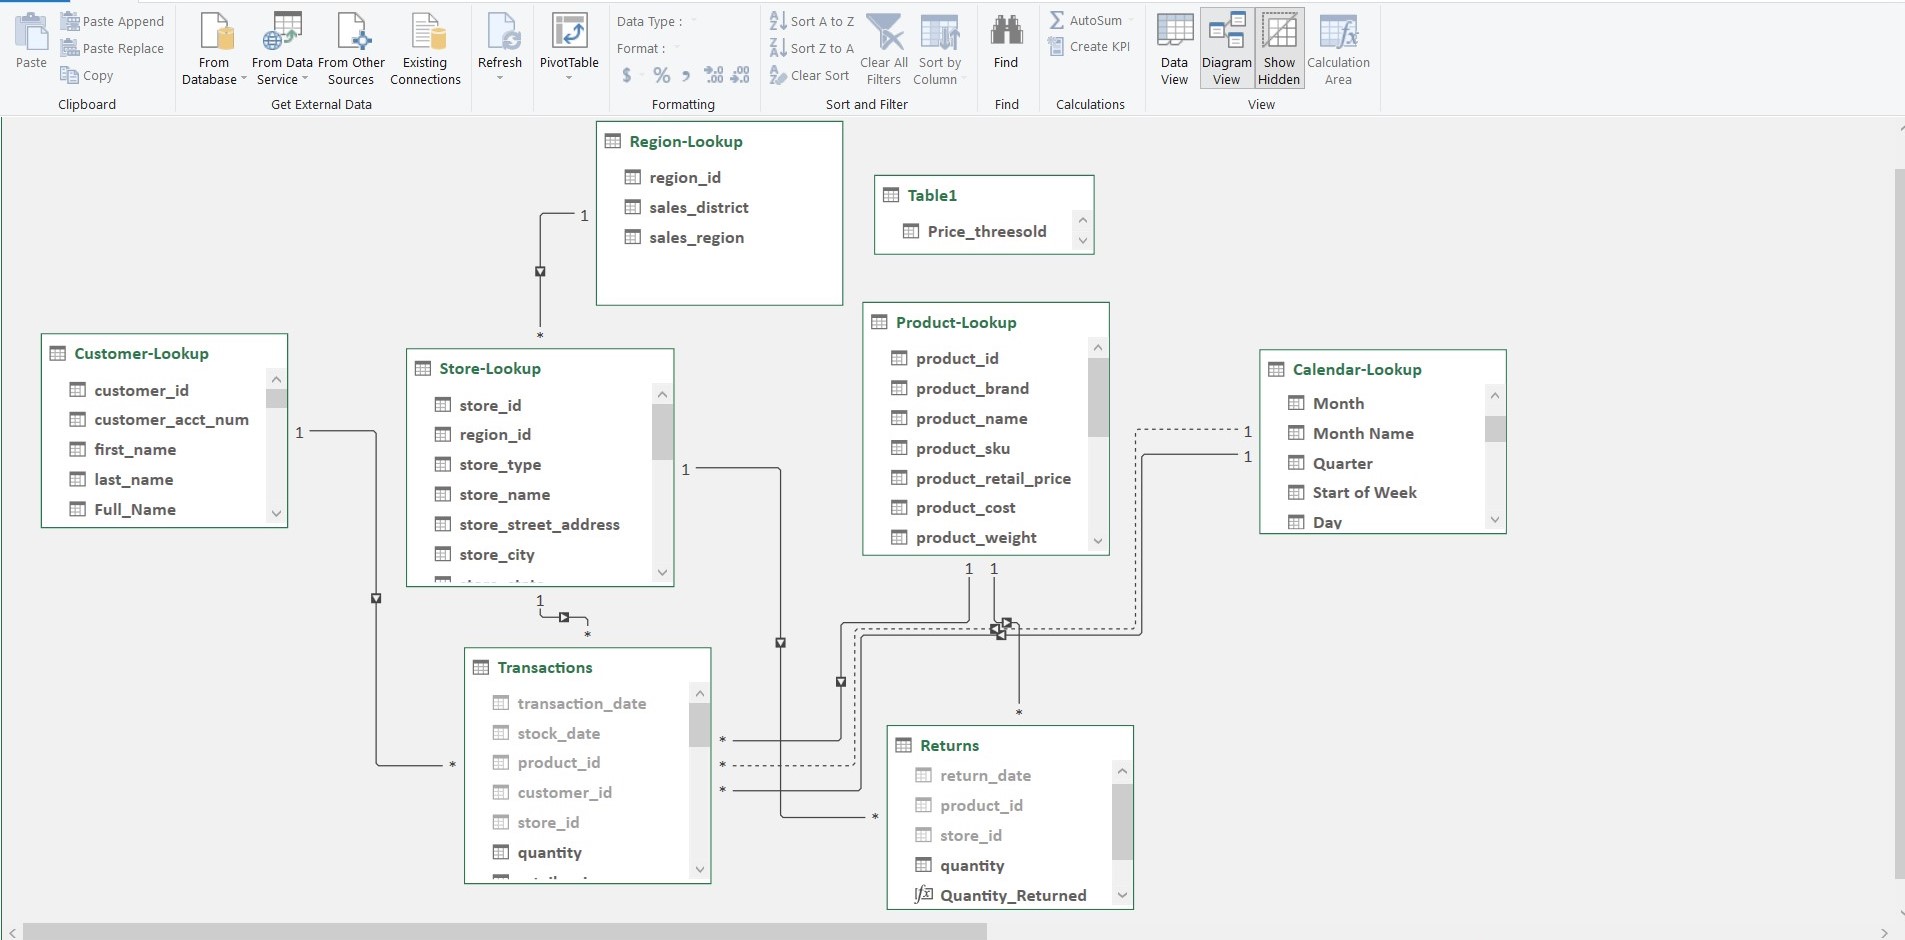 Paste
Paste Append
Paste Replace
Copy
Clipboard
From
Database
From Data
Service
From Other
Sources
Existing
Connections
Get External Data
Refresh
PivotTable
Data Type :
Format :
$ % , .00 .00
Formatting
Sort A to Z
Sort Z to A
Clear Sort
Clear All
Filters
Sort by
Column
Sort and Filter
Find
Find
AutoSum
Create KPI
Calculations
Data
View
Diagram
View
Show
Hidden
Calculation
Area
View
Region-Lookup
region_id
sales_district
sales_region
1
*
Table1
Price_threesold
Customer-Lookup
customer_id
customer_acct_num
first_name
last_name
Full_Name
1
*
Store-Lookup
store_id
region_id
store_type
store_name
store_street_address
store_city
1
1
*
Product-Lookup
product_id
product_brand
product_name
product_sku
product_retail_price
product_cost
product_weight
1 1
Calendar-Lookup
Month
Month Name
Quarter
Start of Week
Day
1
1
Transactions
transaction_date
stock_date
product_id
customer_id
store_id
quantity
*
*
*
*
*
Returns
return_date
product_id
store_id
quantity
fx Quantity_Returned